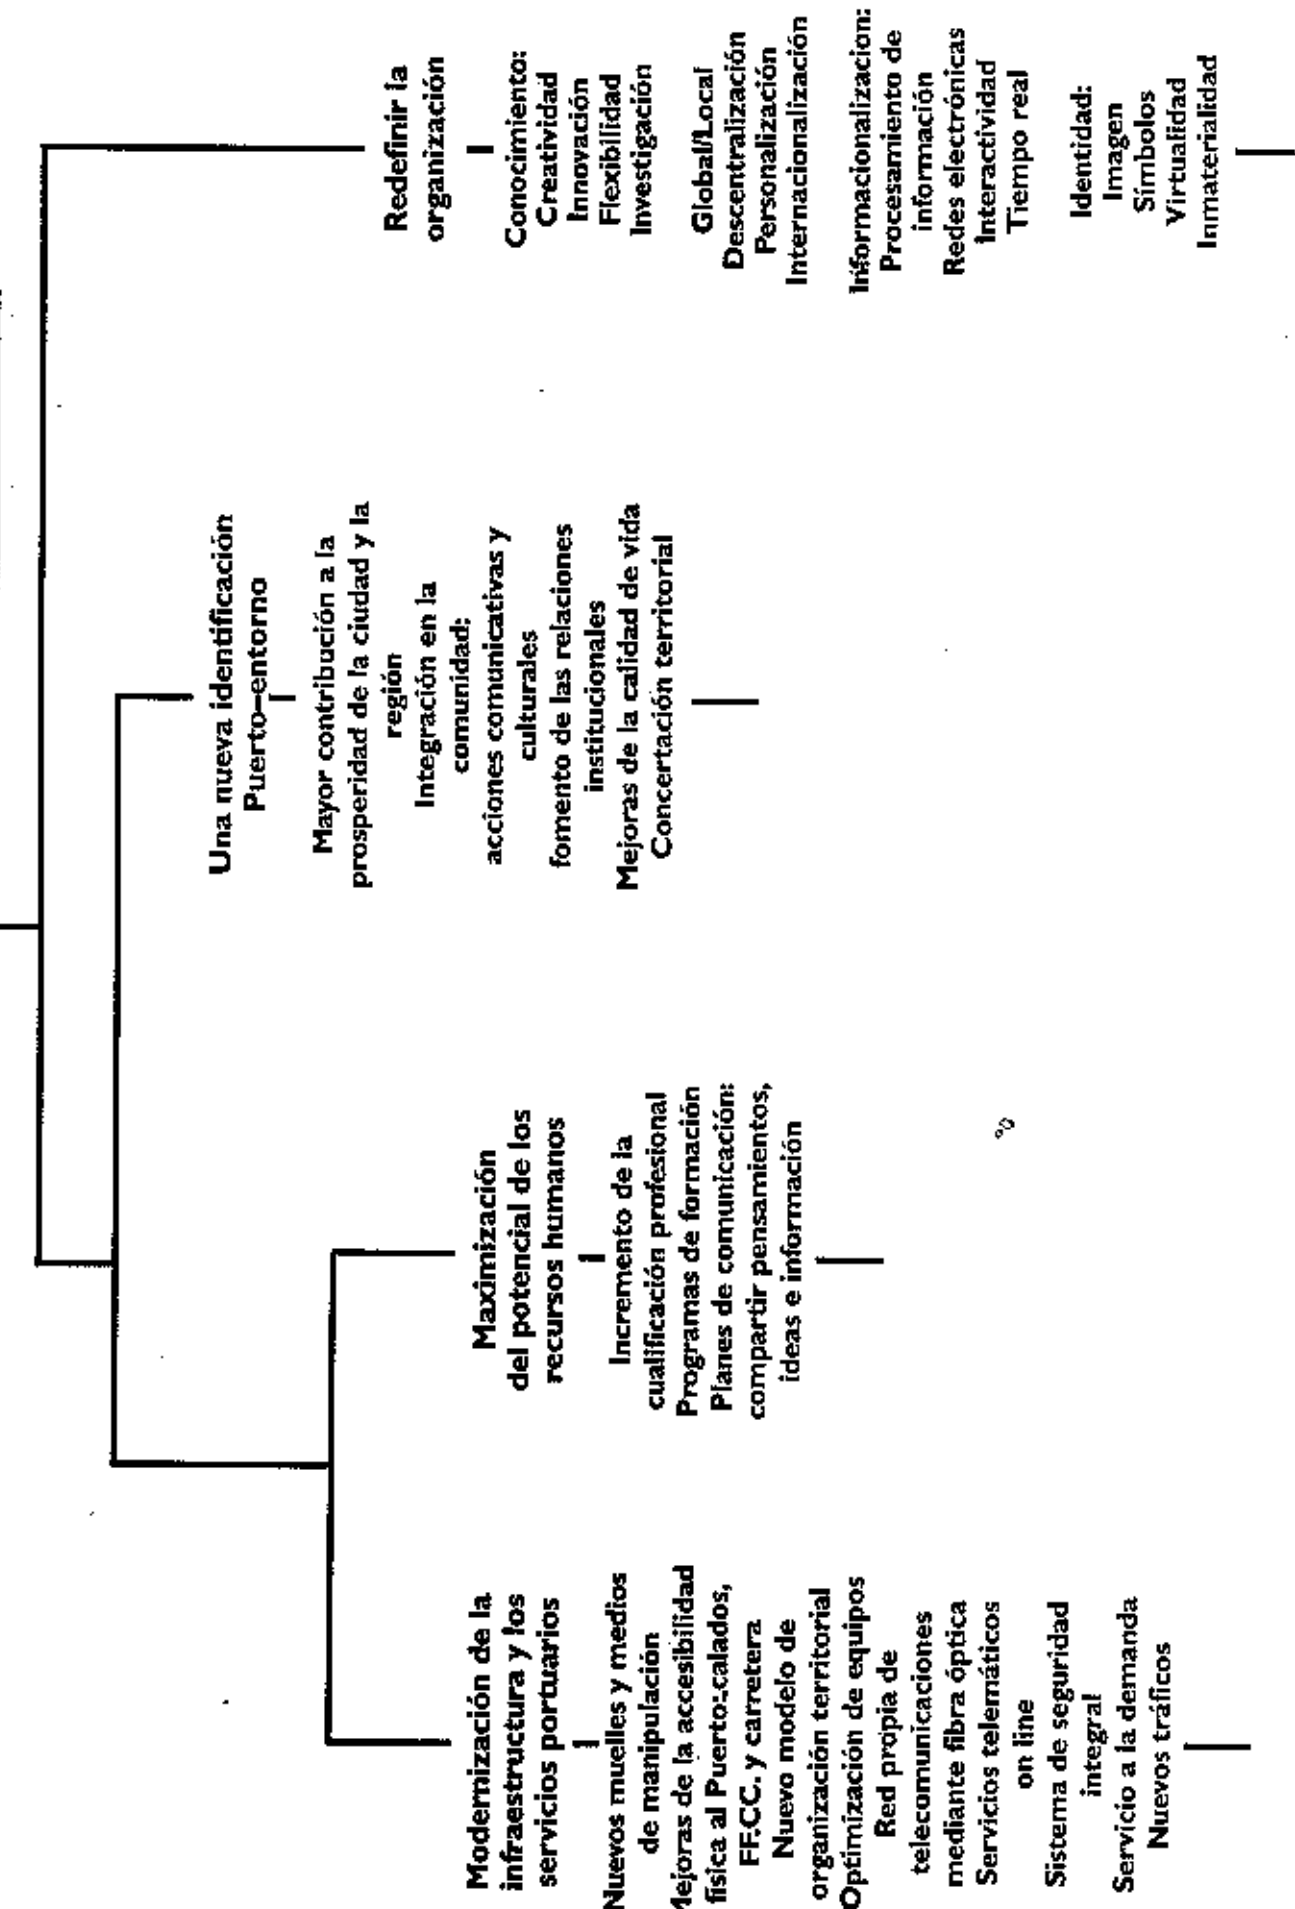 Modernización de la
infraestructura y los
servicios portuarios
Nuevos muelles y medios
de manipulación
Mejoras de la accesibilidad
física al Puerto:calados,
FF.CC. y carretera
Nuevo modelo de
organización territorial
Optimización de equipos
Red propia de
telecomunicaciones
mediante fibra óptica
Servicios telemáticos
on line
Sistema de seguridad
integral
Servicio a la demanda
Nuevos tráficos
Maximización
del potencial de los
recursos humanos
Incremento de la
cualificación profesional
Programas de formación
Planes de comunicación:
compartir pensamientos,
ideas e información
Una nueva identificación
Puerto–entorno
Mayor contribución a la
prosperidad de la ciudad y la
región
Integración en la
comunidad:
acciones comunicativas y
culturales
fomento de las relaciones
institucionales
Mejoras de la calidad de vida
Concertación territorial
Redefinir la
organización
Conocimiento:
Creatividad
Innovación
Flexibilidad
Investigación
Global/Local
Descentralización
Personalización
Internacionalización
Informacionalizacion:
Procesamiento de
información
Redes electrónicas
Interactividad
Tiempo real
Identidad:
Imagen
Símbolos
Virtualidad
Inmaterialidad